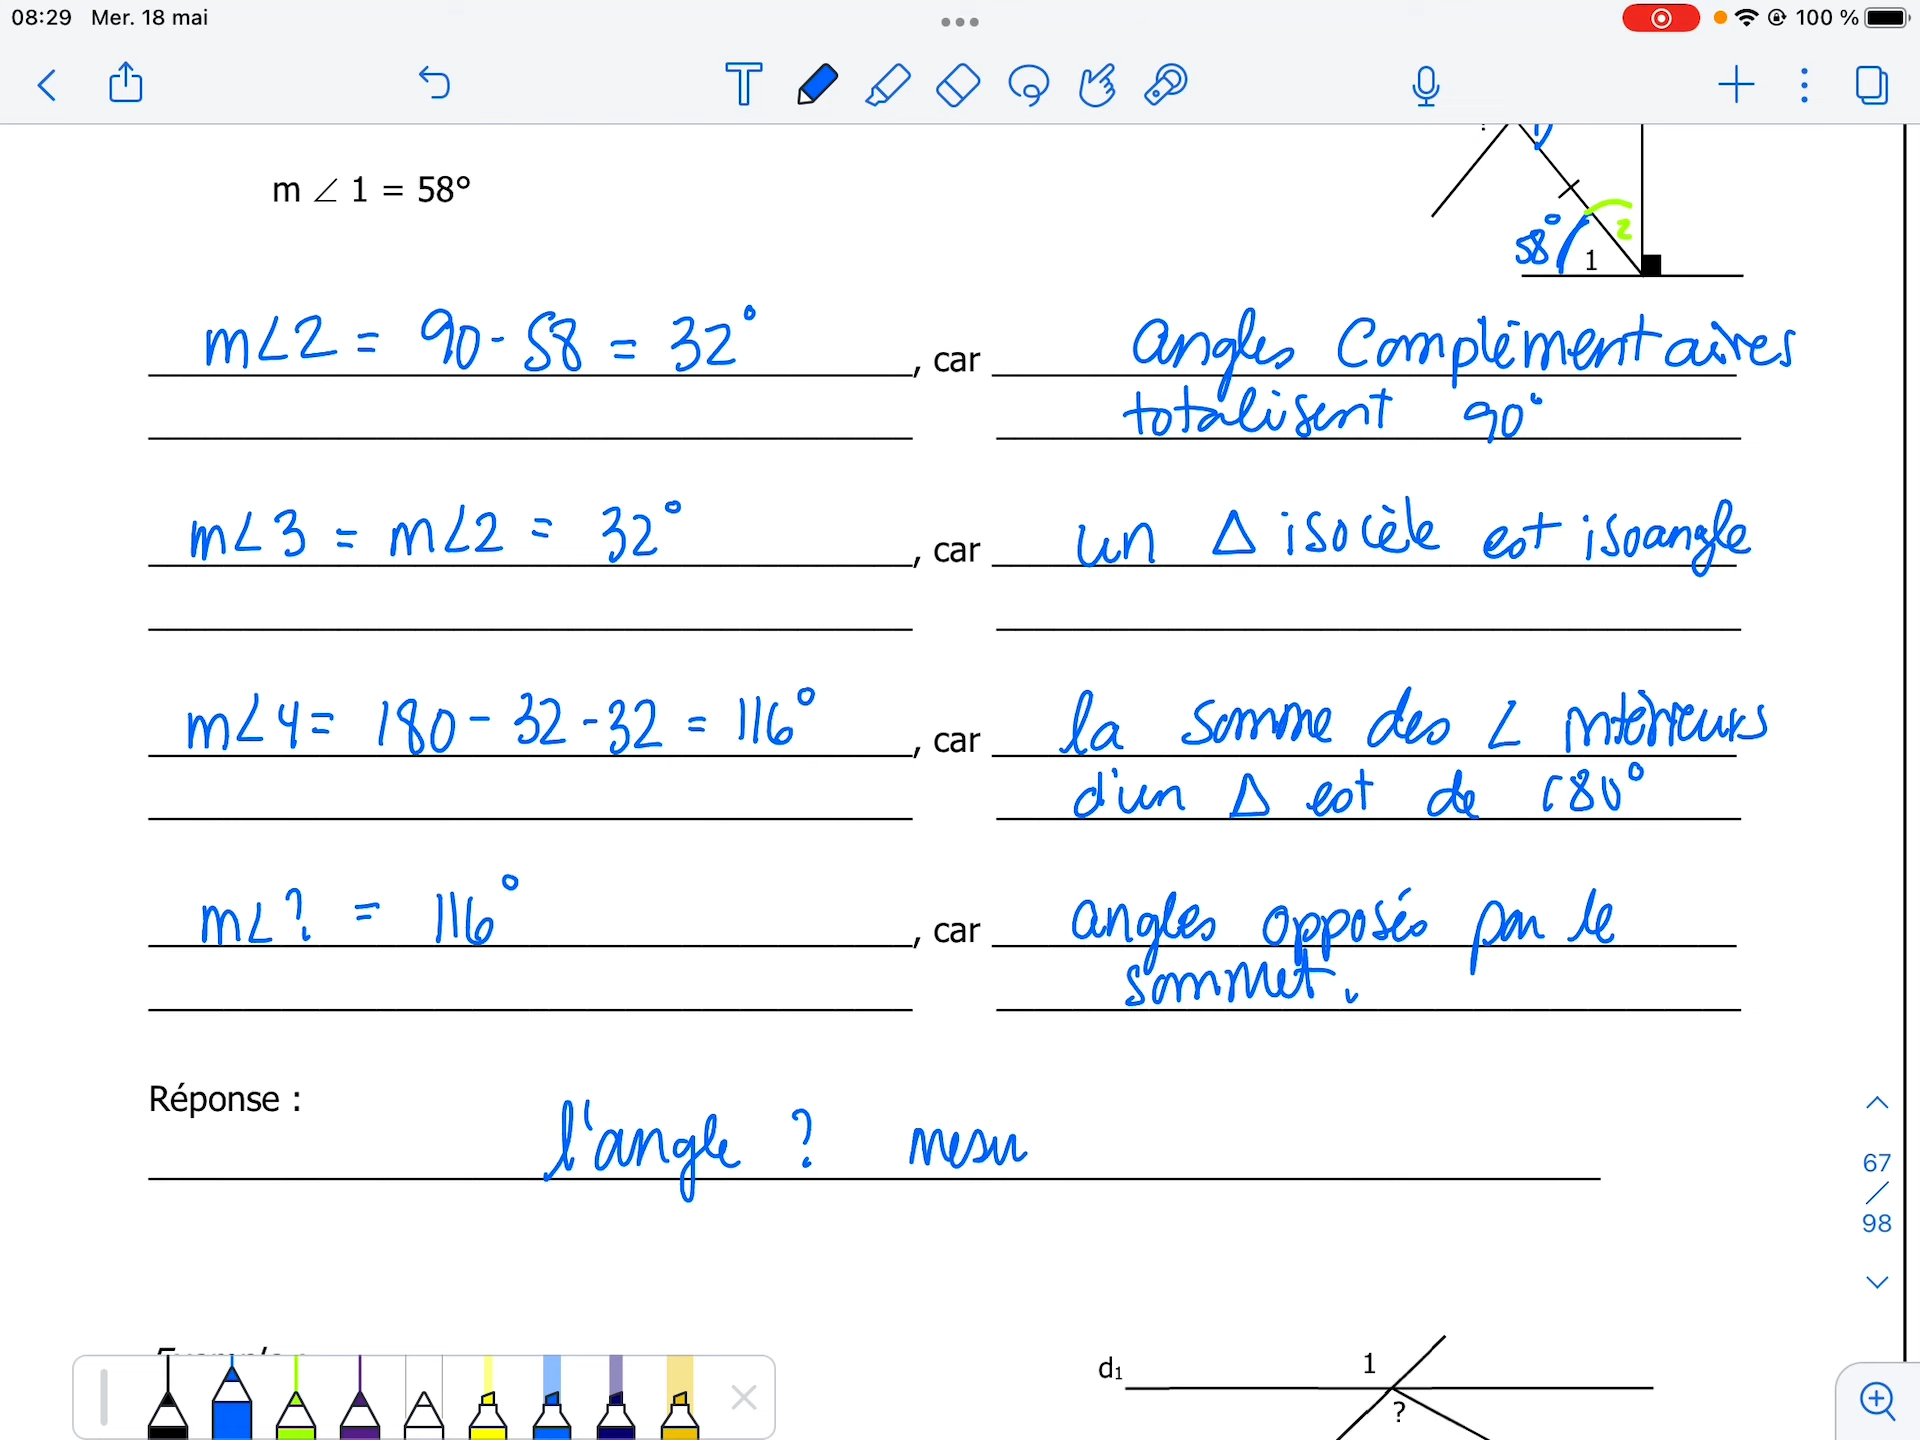 08:29 Mer. 18 mai 100 %
m ∠ 1 = 58°
58° 1 2
m∠2 = 90 - 58 = 32° , car angles complémentaires
totalisent 90°
m∠3 = m∠2 = 32° , car un Δ isocèle est isoangle
m∠4 = 180 - 32 - 32 = 116° , car la somme des ∠ intérieurs
d'un Δ est de 180°
m∠? = 116° , car angles opposés par le
sommet.
Réponse :
l'angle ? mesu
67
/
98
d1 1
?